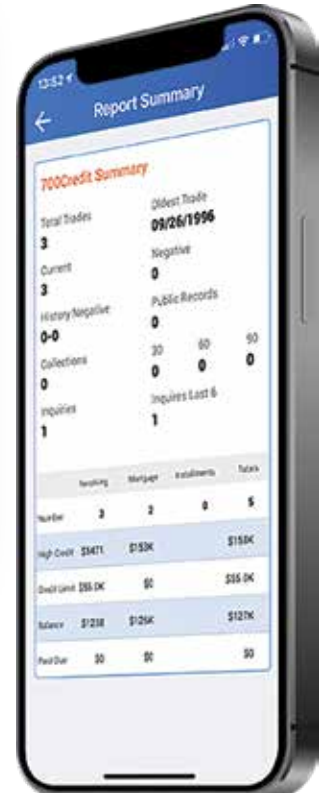 13:52
Report Summary
700Credit Summary
Total Trades Oldest Trade
3 09/26/1996
Current Negative
3 0
History Negative Public Records
0-0 0
Collections 30 60 90
0 0 0 0
Inquiries Inquires Last 6
1 1
Revolving Mortgage Installments Totals
Number 3 2 0 5
High Credit $5471 $153K
Credit Limit $55.0K $0 $55.0K
Balance $1238 $126K $127K
Past Due $0 $0 $0